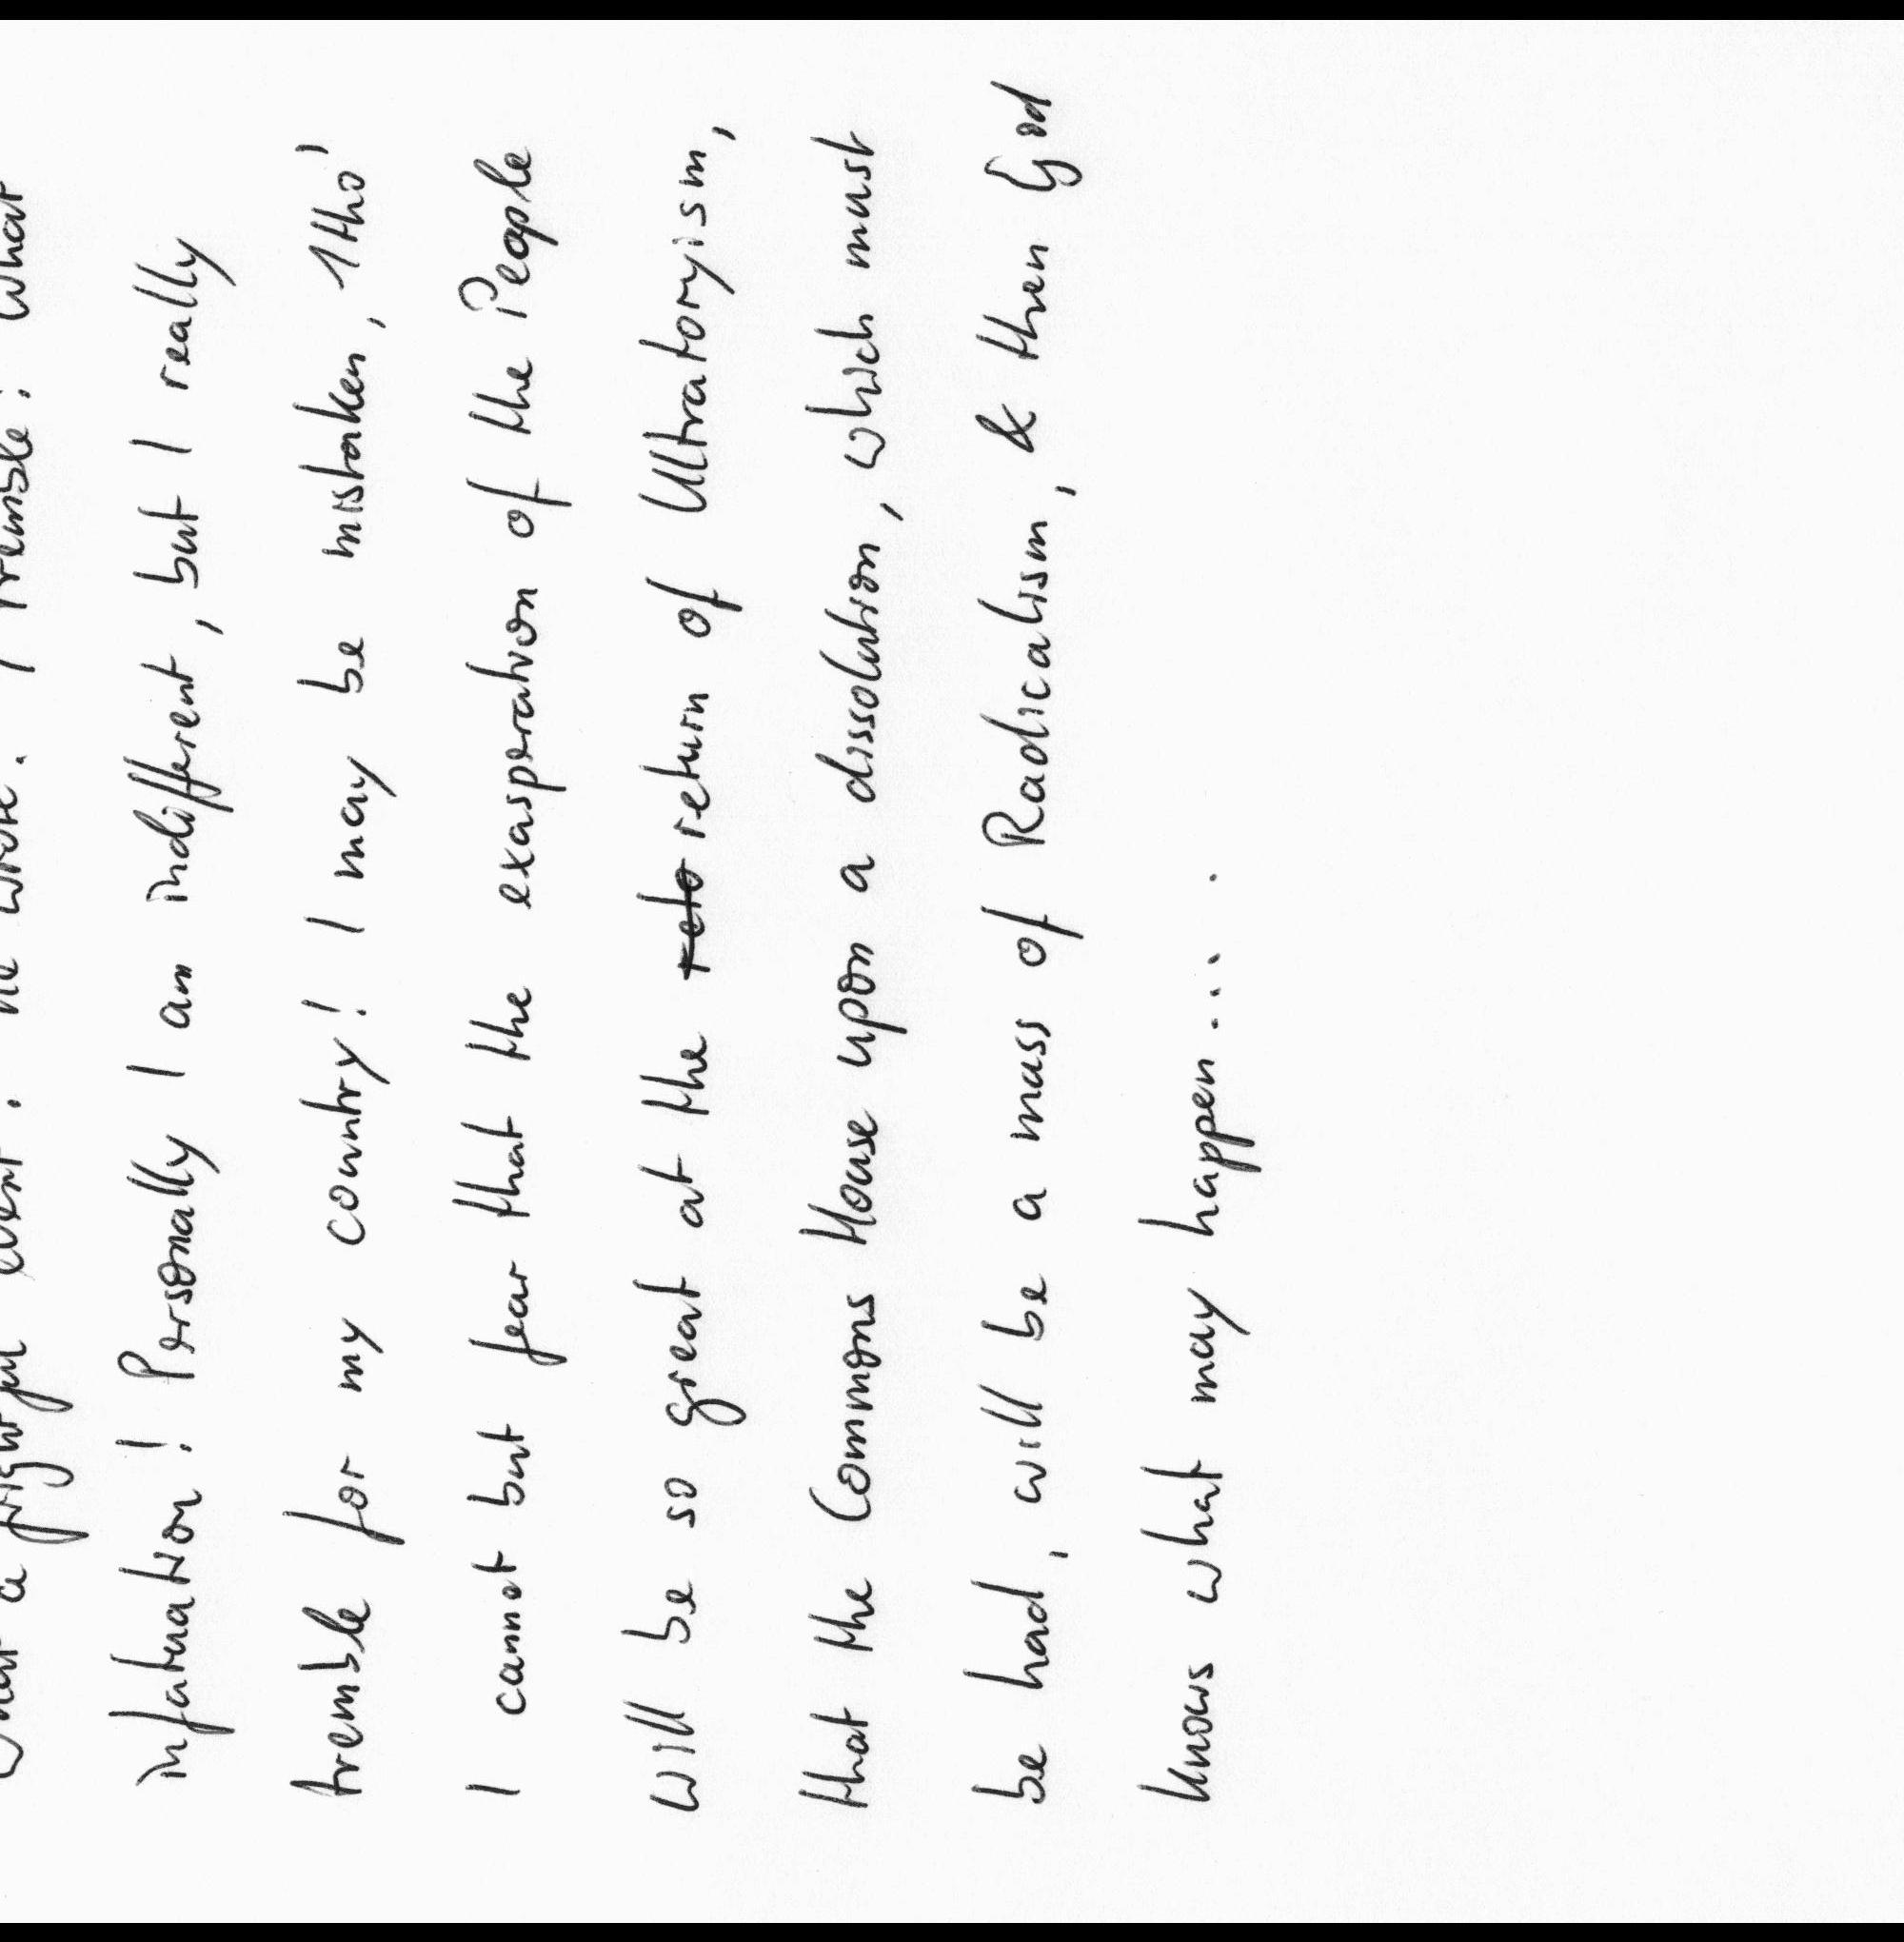 What a frightful event! he wrote. I tremble! What
infatuation! Personally I am indifferent, but I really
tremble for my country! I may be mistaken, 1tho'
I cannot but fear that the exasperation of the People
will be so great at the return of Ultratoryism,
that the Commons House upon a dissolution, which must
be had, will be a mass of Radicalism, & then God
knows what may happen....